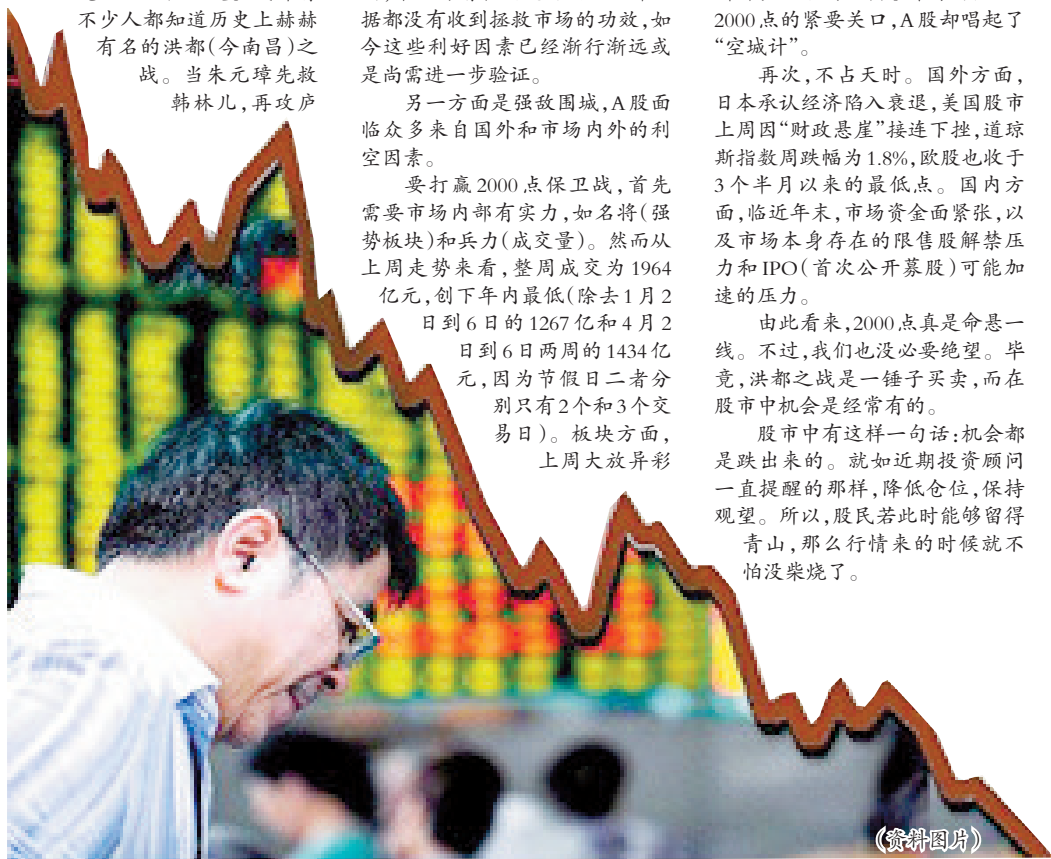 不少人都知道历史上赫赫
有名的洪都(今南昌)之
战。当朱元璋先救
韩林儿,再攻庐
据都没有收到拯救市场的功效,如
今这些利好因素已经渐行渐远或
是尚需进一步验证。
另一方面是强敌围城,A股面
临众多来自国外和市场内外的利
空因素。
要打赢2000点保卫战,首先
需要市场内部有实力,如名将(强
势板块)和兵力(成交量)。然而从
上周走势来看,整周成交为1964
亿元,创下年内最低(除去1月2
日到6日的1267亿和4月2
日到6日两周的1434亿
元,因为节假日二者分
别只有2个和3个交
易日)。板块方面,
上周大放异彩
2000点的紧要关口,A股却唱起了
“空城计”。
再次,不占天时。国外方面,
日本承认经济陷入衰退,美国股市
上周因“财政悬崖”接连下挫,道琼
斯指数周跌幅为1.8%,欧股也收于
3个半月以来的最低点。国内方
面,临近年末,市场资金面紧张,以
及市场本身存在的限售股解禁压
力和IPO(首次公开募股)可能加
速的压力。
由此看来,2000点真是命悬一
线。不过,我们也没必要绝望。毕
竟,洪都之战是一锤子买卖,而在
股市中机会是经常有的。
股市中有这样一句话:机会都
是跌出来的。就如近期投资顾问
一直提醒的那样,降低仓位,保持
观望。所以,股民若此时能够留得
青山,那么行情来的时候就不
怕没柴烧了。
(资料图片)